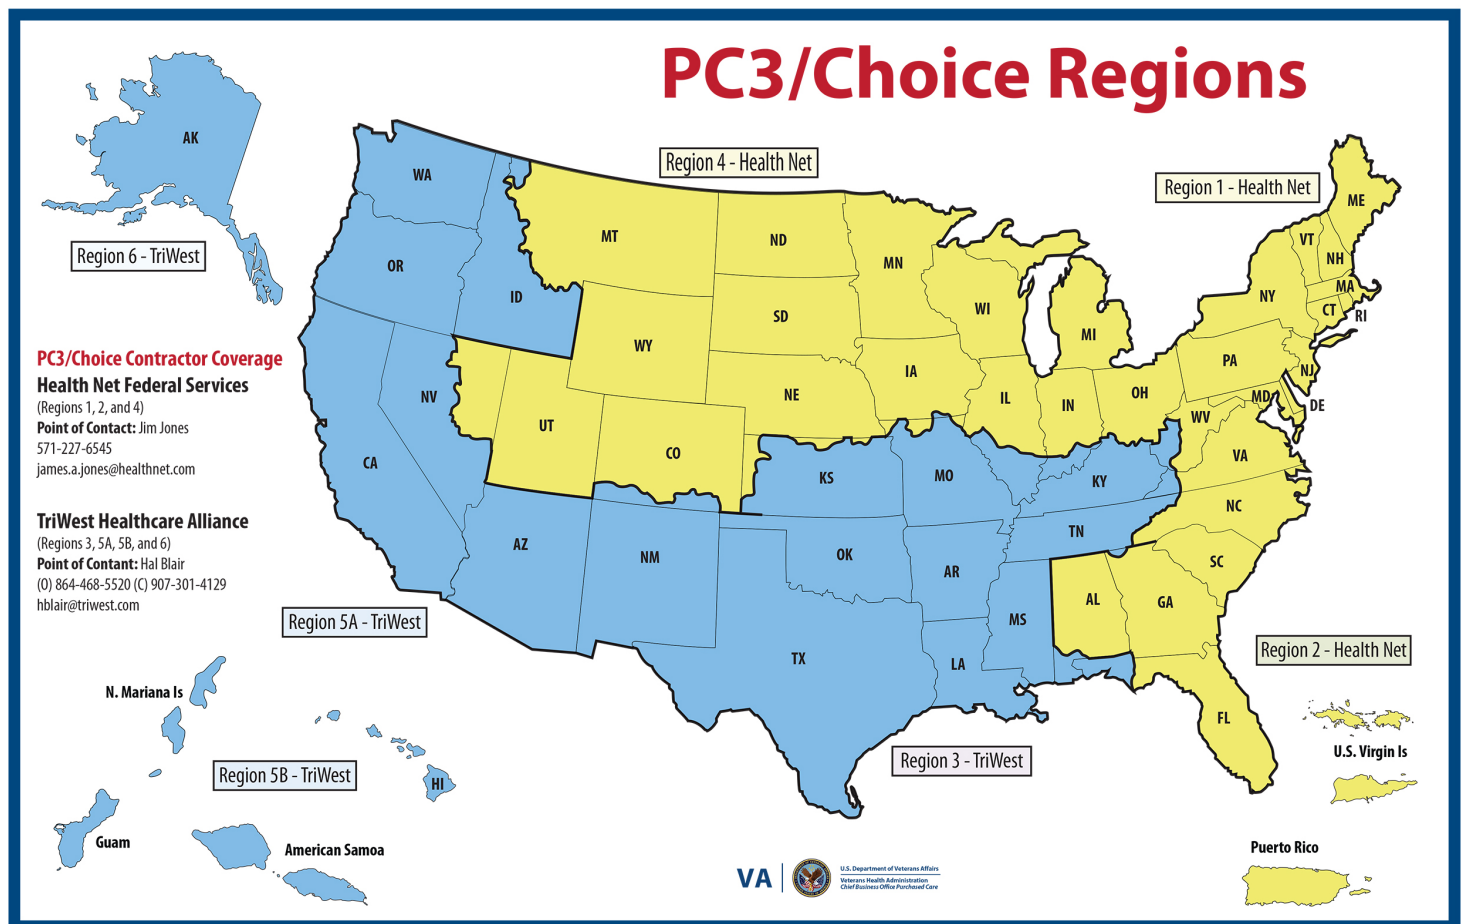 PC3/Choice Regions
AK
Region 6 - TriWest
Region 4 - Health Net
Region 1 - Health Net
WA
MT
ND
MN
ME
VT
NH
OR
ID
SD
WI
MI
NY
MA
CT
RI
WY
IA
PA
NJ
NV
NE
IL
IN
OH
MD
DE
UT
CO
WV
VA
CA
KS
MO
KY
NC
AZ
NM
OK
AR
TN
SC
TX
LA
MS
AL
GA
FL
PC3/Choice Contractor Coverage
Health Net Federal Services
(Regions 1, 2, and 4)
Point of Contact: Jim Jones
571-227-6545
james.a.jones@healthnet.com
TriWest Healthcare Alliance
(Regions 3, 5A, 5B, and 6)
Point of Contant: Hal Blair
(O) 864-468-5520 (C) 907-301-4129
hblair@triwest.com
Region 5A - TriWest
Region 2 - Health Net
N. Mariana Is
Region 5B - TriWest
HI
Region 3 - TriWest
U.S. Virgin Is
Guam
American Samoa
Puerto Rico
VA
U.S. Department of Veterans Affairs
Veterans Health Administration
Chief Business Office Purchased Care